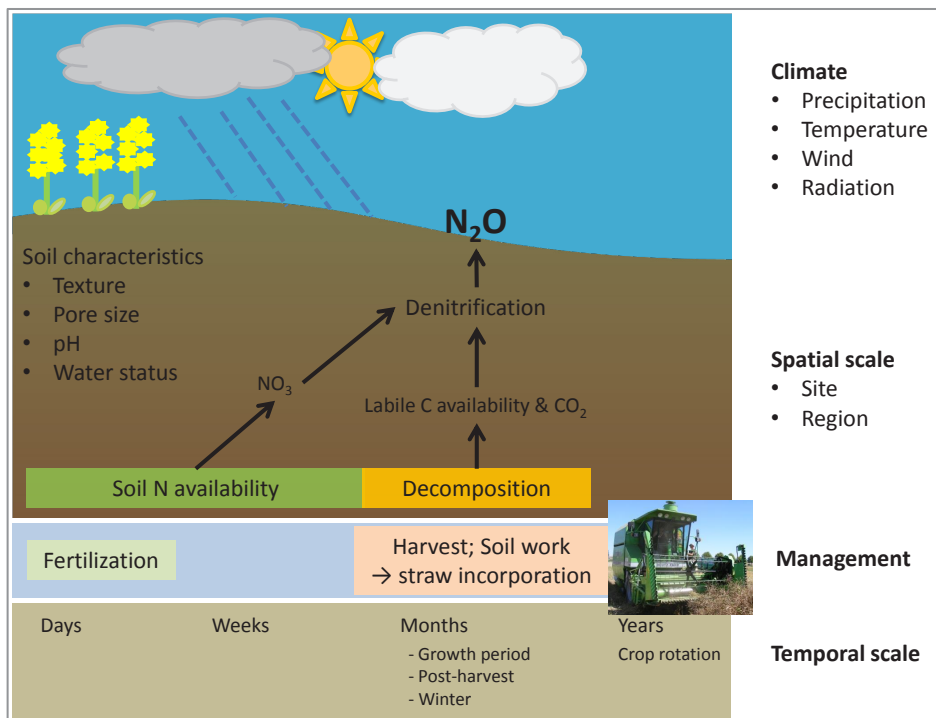 Climate
• Precipitation
• Temperature
• Wind
• Radiation
N₂O
Soil characteristics
• Texture
• Pore size
• pH
• Water status
Denitrification
NO₃
Labile C availability & CO₂
Spatial scale
• Site
• Region
Soil N availability
Decomposition
Fertilization
Harvest; Soil work
→ straw incorporation
Management
Days
Weeks
Months
- Growth period
- Post-harvest
- Winter
Years
Crop rotation
Temporal scale